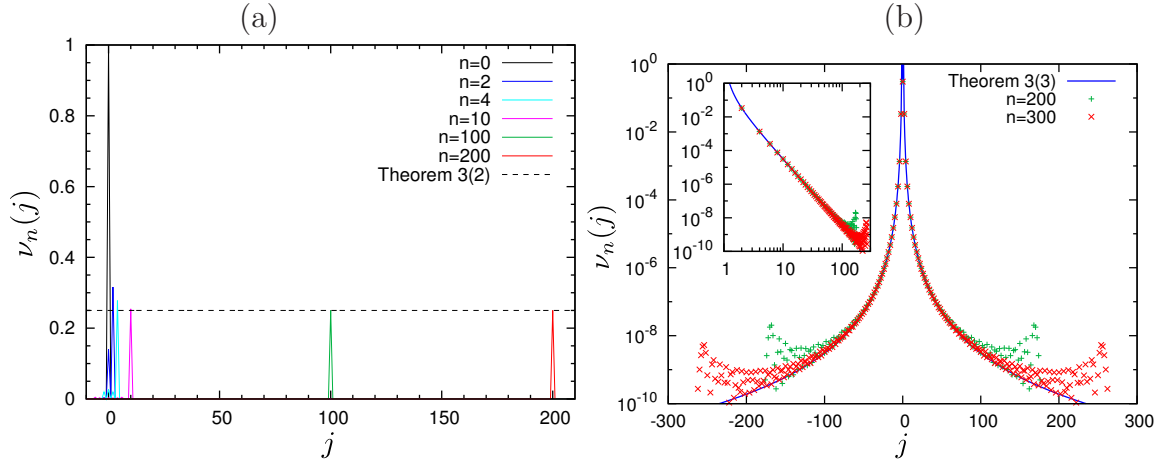 (a)
ν_n(j)
1
0.8
0.6
0.4
0.2
0
n=0
n=2
n=4
n=10
n=100
n=200
Theorem 3(2)
0 50 100 150 200
j
(b)
ν_n(j)
10^0
10^-2
10^-4
10^-6
10^-8
10^-10
Theorem 3(3)
n=200
n=300
10^0
10^-2
10^-4
10^-6
10^-8
10^-10
1 10 100
-300 -200 -100 0 100 200 300
j